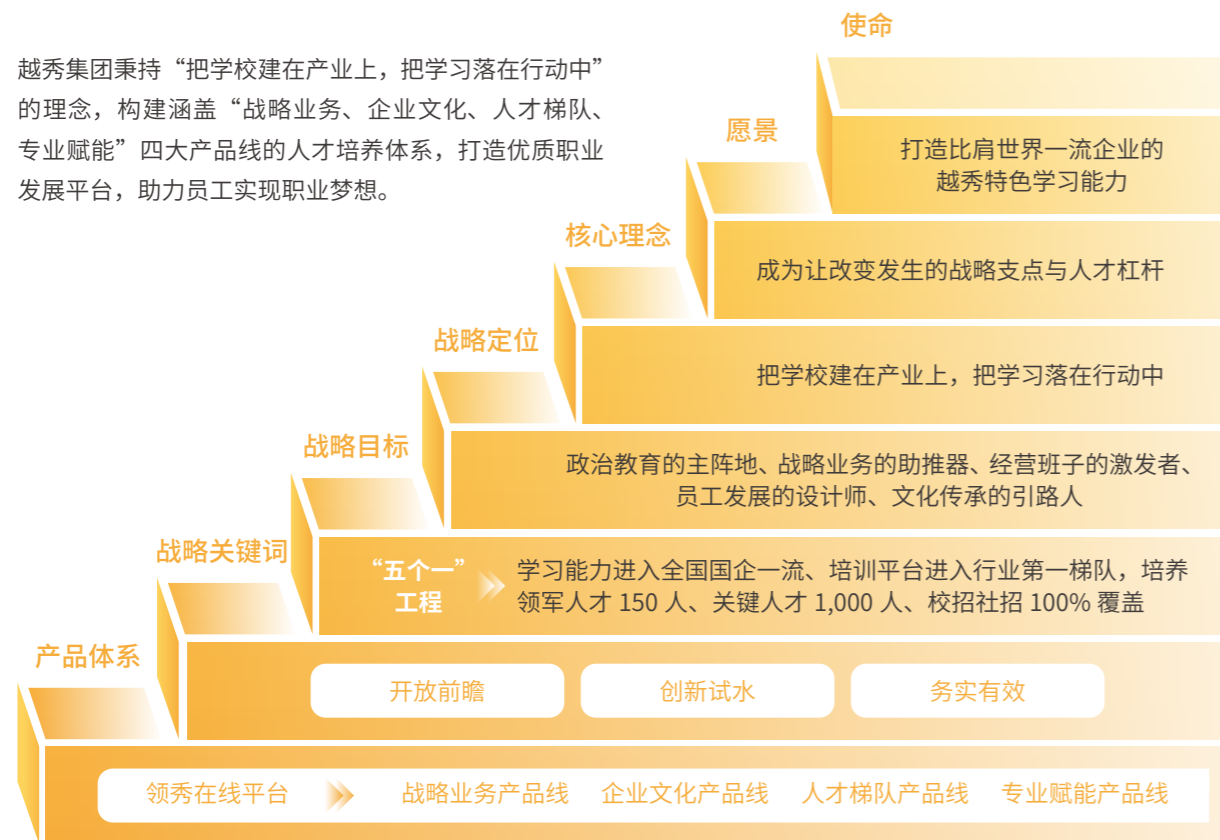 越秀集团秉持“把学校建在产业上，把学习落在行动中”
的理念，构建涵盖“战略业务、企业文化、人才梯队、
专业赋能”四大产品线的人才培养体系，打造优质职业
发展平台，助力员工实现职业梦想。
使命
打造比肩世界一流企业的
越秀特色学习能力
愿景
成为让改变发生的战略支点与人才杠杆
核心理念
把学校建在产业上，把学习落在行动中
战略定位
政治教育的主阵地、战略业务的助推器、经营班子的激发者、
员工发展的设计师、文化传承的引路人
战略目标
“五个一”
工程
学习能力进入全国国企一流、培训平台进入行业第一梯队，培养
领军人才 150 人、关键人才 1,000 人、校招社招 100% 覆盖
战略关键词
开放前瞻
创新试水
务实有效
产品体系
领秀在线平台
战略业务产品线
企业文化产品线
人才梯队产品线
专业赋能产品线